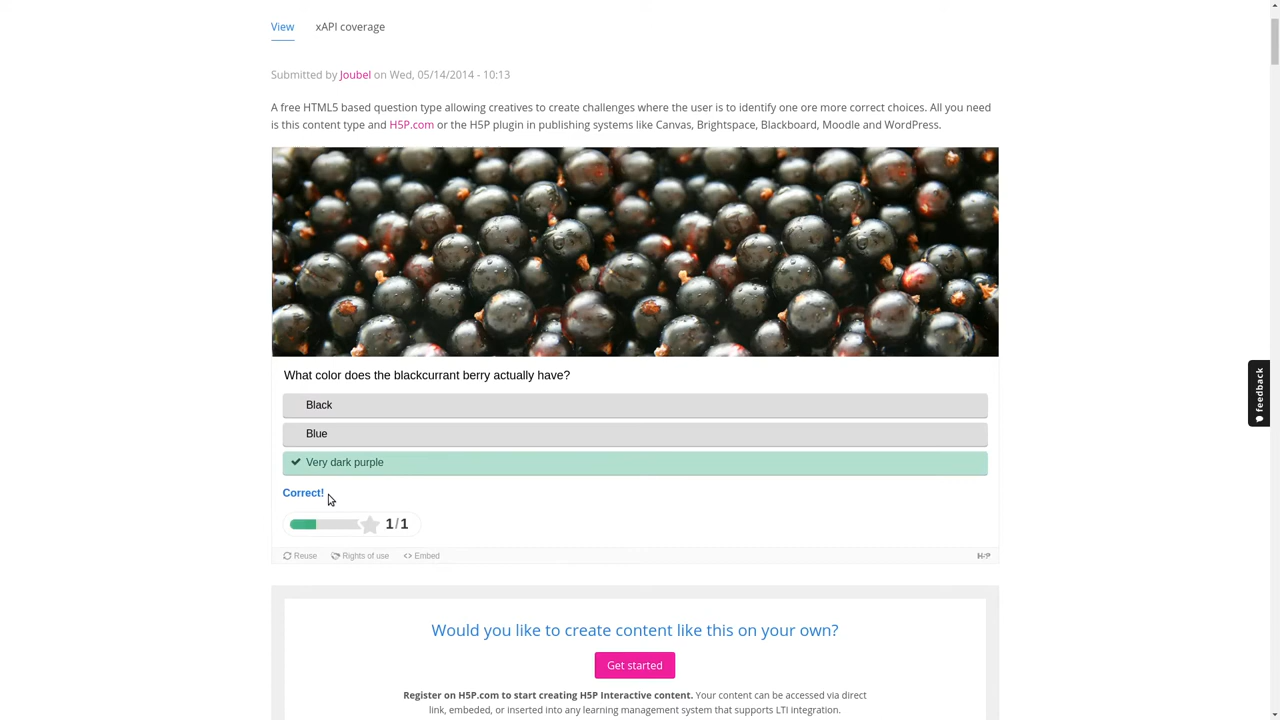 View xAPI coverage
Submitted by Joubel on Wed, 05/14/2014 - 10:13
A free HTML5 based question type allowing creatives to create challenges where the user is to identify one ore more correct choices. All you need
is this content type and H5P.com or the H5P plugin in publishing systems like Canvas, Brightspace, Blackboard, Moodle and WordPress.
What color does the blackcurrant berry actually have?
Black
Blue
Very dark purple
Correct!
1/1
Reuse Rights of use Embed H5P
feedback
Would you like to create content like this on your own?
Get started
Register on H5P.com to start creating H5P Interactive content. Your content can be accessed via direct
link, embeded, or inserted into any learning management system that supports LTI integration.